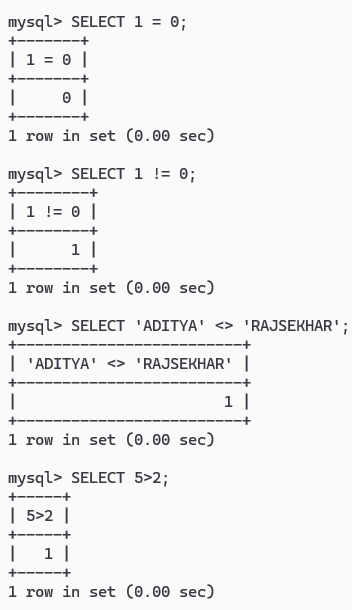 mysql> SELECT 1 = 0;
+-------+
| 1 = 0 |
+-------+
|     0 |
+-------+
1 row in set (0.00 sec)

mysql> SELECT 1 != 0;
+--------+
| 1 != 0 |
+--------+
|      1 |
+--------+
1 row in set (0.00 sec)

mysql> SELECT 'ADITYA' <> 'RAJSEKHAR';
+-------------------------+
| 'ADITYA' <> 'RAJSEKHAR' |
+-------------------------+
|                       1 |
+-------------------------+
1 row in set (0.00 sec)

mysql> SELECT 5>2;
+-----+
| 5>2 |
+-----+
|   1 |
+-----+
1 row in set (0.00 sec)